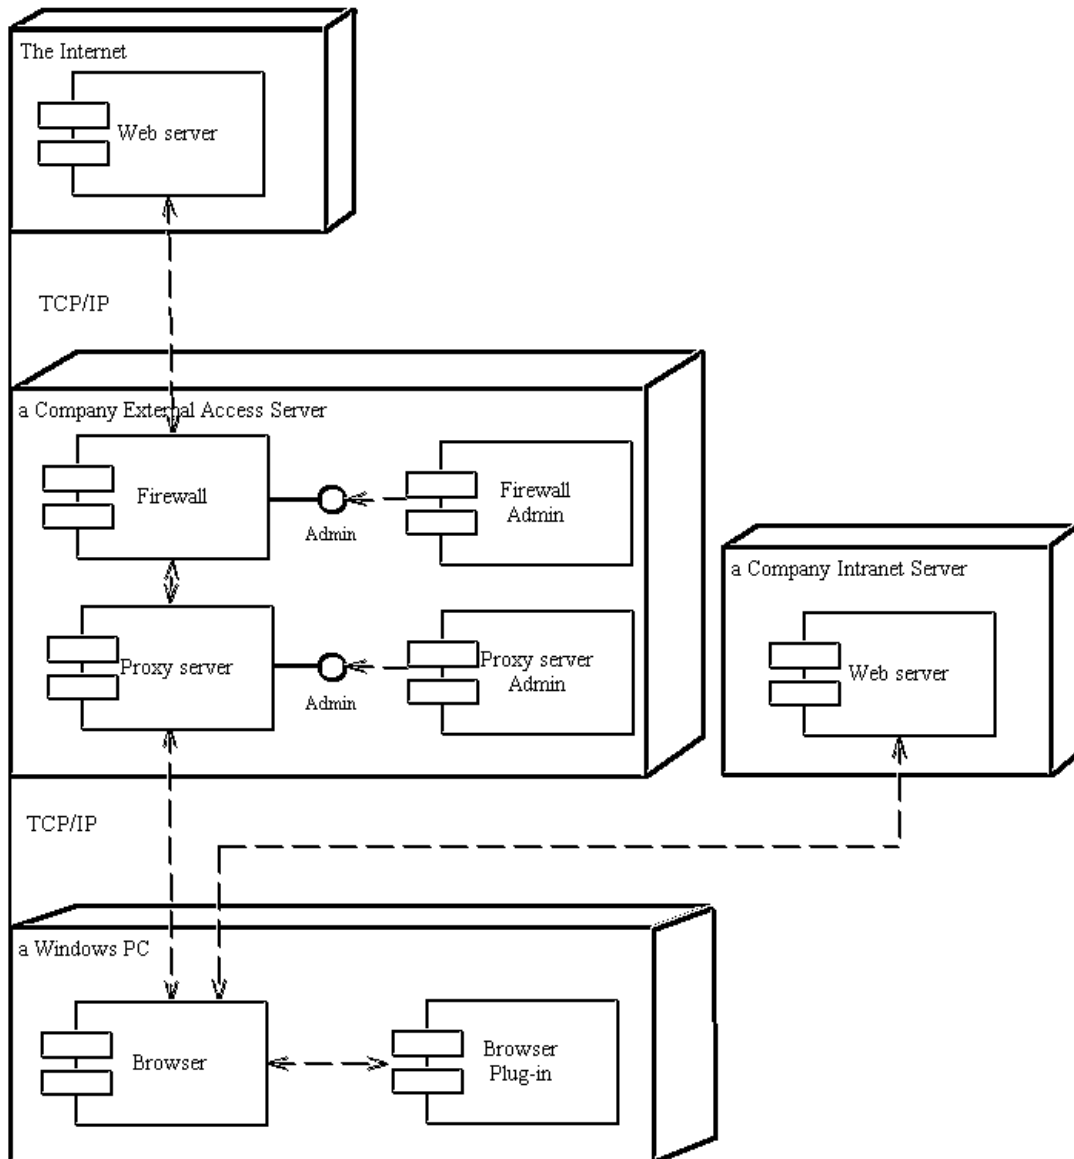 The Internet
Web server
TCP/IP
a Company External Access Server
Firewall
Admin
Firewall
Admin
Proxy server
Admin
Proxy server
Admin
a Company Intranet Server
Web server
TCP/IP
a Windows PC
Browser
Browser
Plug-in